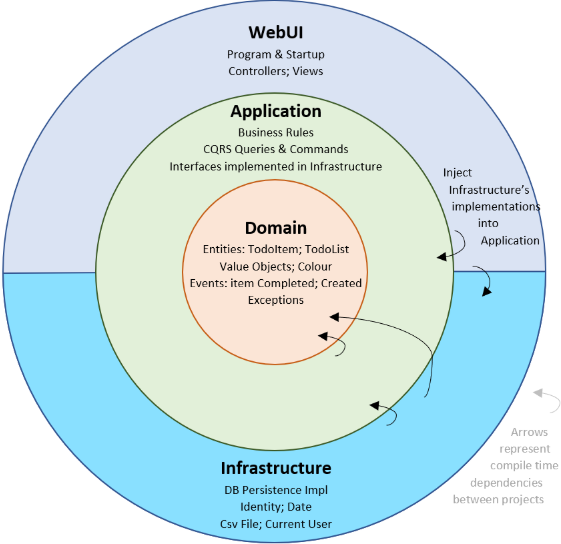 WebUI
Program & Startup
Controllers; Views
Application
Business Rules
CQRS Queries & Commands
Interfaces implemented in Infrastructure
Inject
Infrastructure's
implementations
into
Application
Domain
Entities: TodoItem; TodoList
Value Objects; Colour
Events: item Completed; Created
Exceptions
Arrows
represent
compile time
dependencies
between projects
Infrastructure
DB Persistence Impl
Identity; Date
Csv File; Current User